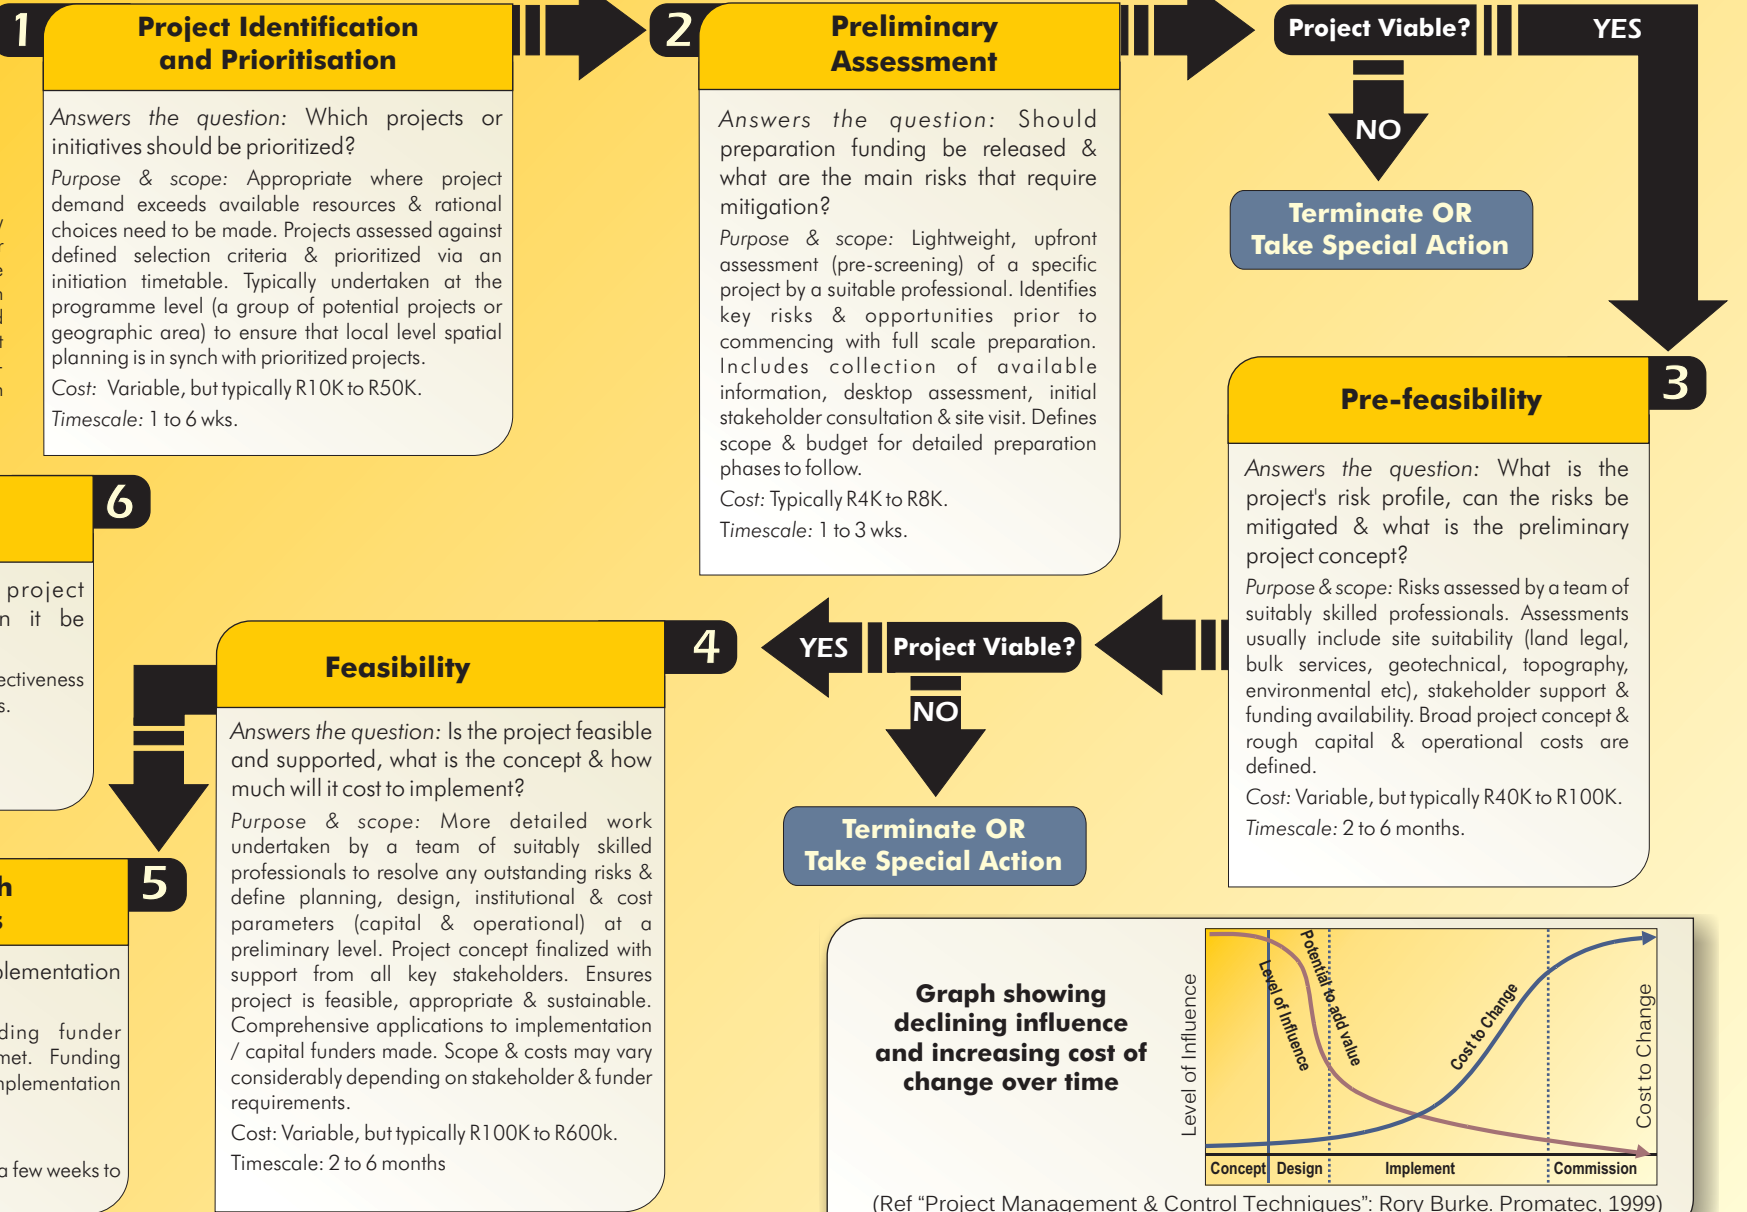 1
Project Identification
and Prioritisation
Answers the question: Which projects or
initiatives should be prioritized?
Purpose & scope: Appropriate where project
demand exceeds available resources & rational
choices need to be made. Projects assessed against
defined selection criteria & prioritized via an
initiation timetable. Typically undertaken at the
programme level (a group of potential projects or
geographic area) to ensure that local level spatial
planning is in synch with prioritized projects.
Cost: Variable, but typically R10K to R50K.
Timescale: 1 to 6 wks.
2
Preliminary
Assessment
Answers the question: Should
preparation funding be released &
what are the main risks that require
mitigation?
Purpose & scope: Lightweight, upfront
assessment (pre-screening) of a specific
project by a suitable professional. Identifies
key risks & opportunities prior to
commencing with full scale preparation.
Includes collection of available
information, desktop assessment, initial
stakeholder consultation & site visit. Defines
scope & budget for detailed preparation
phases to follow.
Cost: Typically R4K to R8K.
Timescale: 1 to 3 wks.
Project Viable?
YES
NO
Terminate OR
Take Special Action
3
Pre-feasibility
Answers the question: What is the
project's risk profile, can the risks be
mitigated & what is the preliminary
project concept?
Purpose & scope: Risks assessed by a team of
suitably skilled professionals. Assessments
usually include site suitability (land legal,
bulk services, geotechnical, topography,
environmental etc), stakeholder support &
funding availability. Broad project concept &
rough capital & operational costs are
defined.
Cost: Variable, but typically R40K to R100K.
Timescale: 2 to 6 months.
Project Viable?
YES
NO
Terminate OR
Take Special Action
4
Feasibility
Answers the question: Is the project feasible
and supported, what is the concept & how
much will it cost to implement?
Purpose & scope: More detailed work
undertaken by a team of suitably skilled
professionals to resolve any outstanding risks &
define planning, design, institutional & cost
parameters (capital & operational) at a
preliminary level. Project concept finalized with
support from all key stakeholders. Ensures
project is feasible, appropriate & sustainable.
Comprehensive applications to implementation
/ capital funders made. Scope & costs may vary
considerably depending on stakeholder & funder
requirements.
Cost: Variable, but typically R100K to R600k.
Timescale: 2 to 6 months
5
funder
met. Funding
a few weeks to
6
project
it be
Graph showing
declining influence
and increasing cost of
change over time
Level of Influence
Level of Influence
Potential to add value
Cost to Change
Cost to Change
Concept
Design
Implement
Commission
(Ref "Project Management & Control Techniques": Rory Burke. Promatec, 1999)